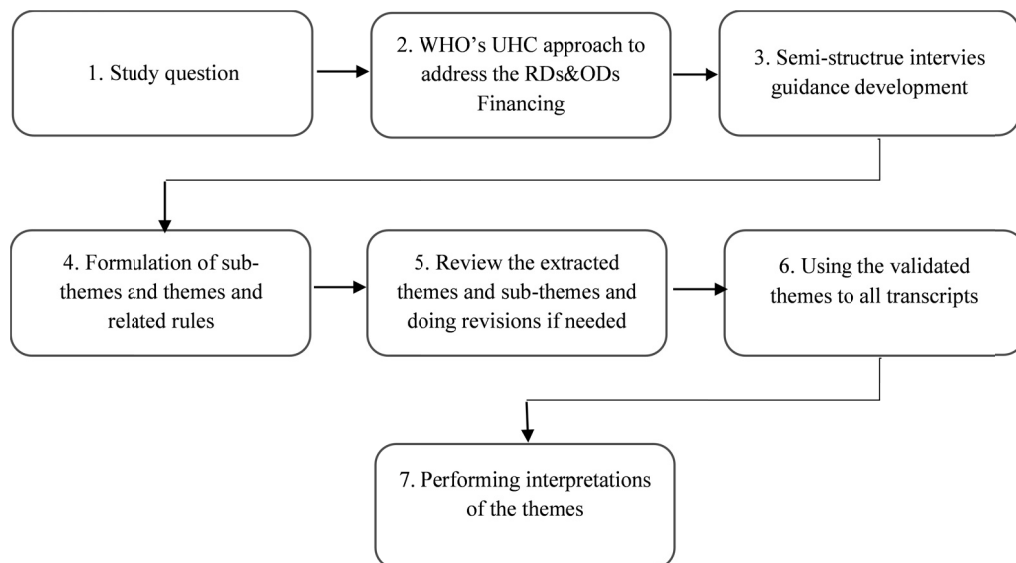 1. Study question
2. WHO's UHC approach to
address the RDs&ODs
Financing
3. Semi-structrue intervies
guidance development
4. Formulation of sub-
themes and themes and
related rules
5. Review the extracted
themes and sub-themes and
doing revisions if needed
6. Using the validated
themes to all transcripts
7. Performing interpretations
of the themes